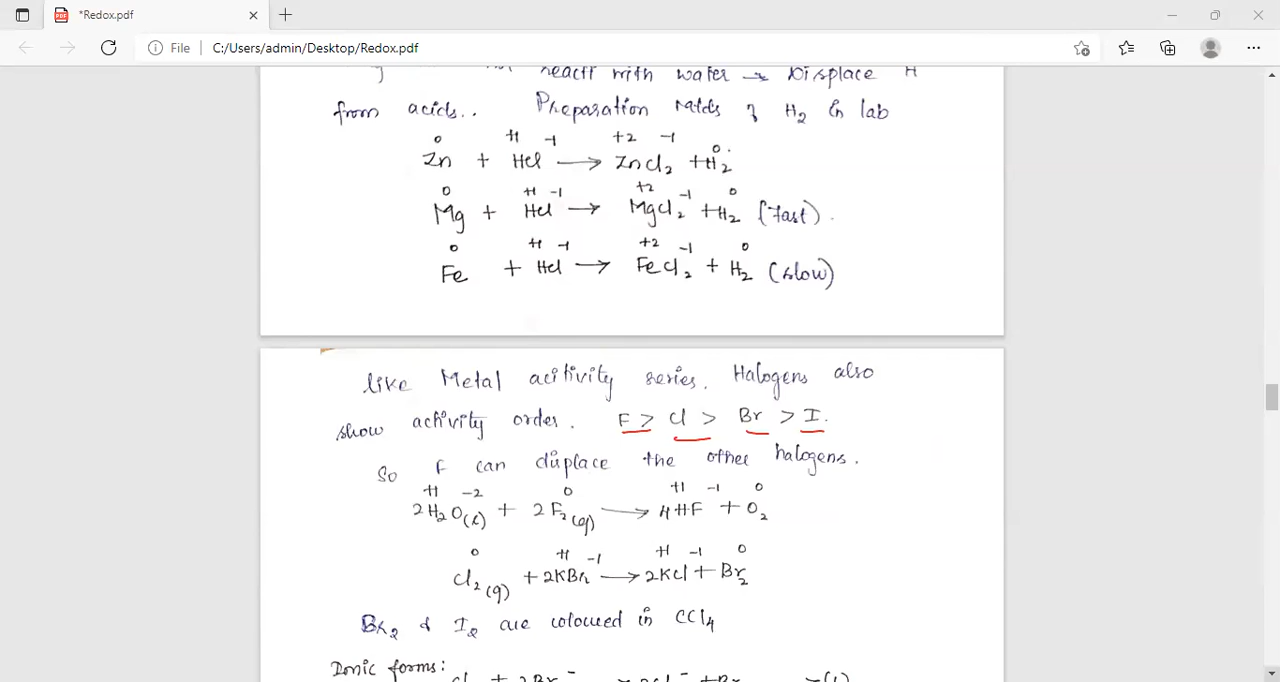 *Redox.pdf
File C:/Users/admin/Desktop/Redox.pdf
react with water → Displace H
from acids.. Preparation of H2 in lab
0 +1 -1 +2 -1 0
Zn + HCl → ZnCl2 + H2
0 +1 -1 +2 -1 0
Mg + HCl → MgCl2 + H2 (Fast).
0 +1 -1 +2 -1 0
Fe + HCl → FeCl2 + H2 (slow)
like Metal acitivity series. Halogens also
show activity order. F > Cl > Br > I.
So F can displace the other halogens.
+1 -2 0 +1 -1 0
2H2O(l) + 2F2(g) → 4HF + O2
0 +1 -1 +1 -1 0
Cl2(g) + 2KBr → 2KCl + Br2
Br2 & I2 are coloured in CCl4
Ionic forms: